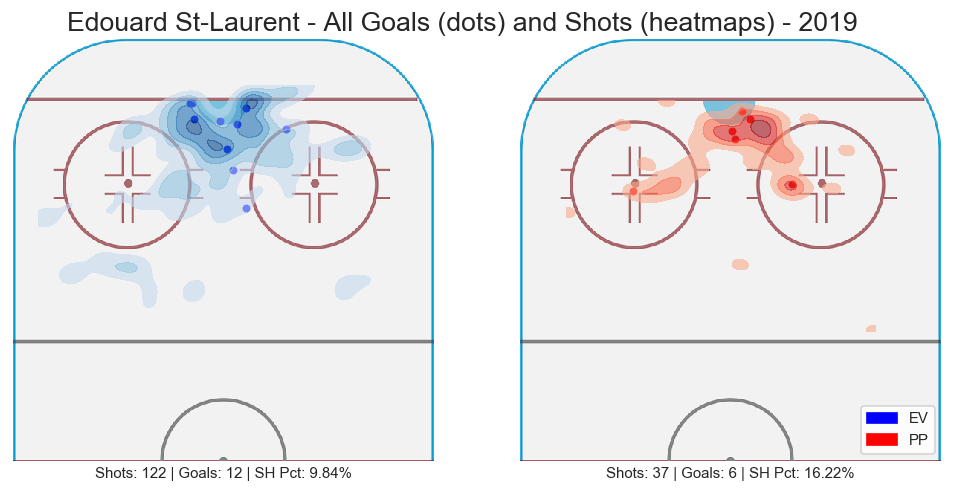 Edouard St-Laurent - All Goals (dots) and Shots (heatmaps) - 2019
EV
PP
Shots: 122 | Goals: 12 | SH Pct: 9.84%
Shots: 37 | Goals: 6 | SH Pct: 16.22%